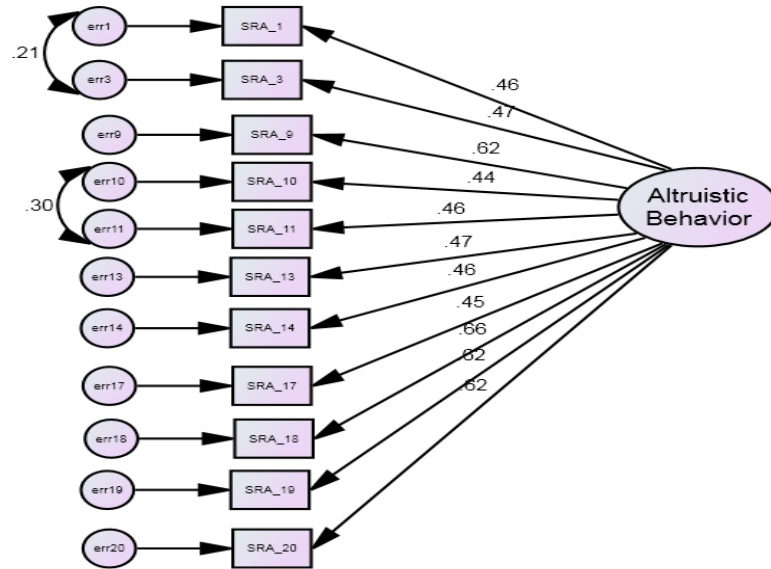 err1
SRA_1
.21
err3
SRA_3
.46
.47
err9
SRA_9
.62
err10
SRA_10
.44
.30
err11
SRA_11
.46
Altruistic
Behavior
err13
SRA_13
.47
.46
err14
SRA_14
.45
.66
err17
SRA_17
.62
.62
err18
SRA_18
err19
SRA_19
err20
SRA_20